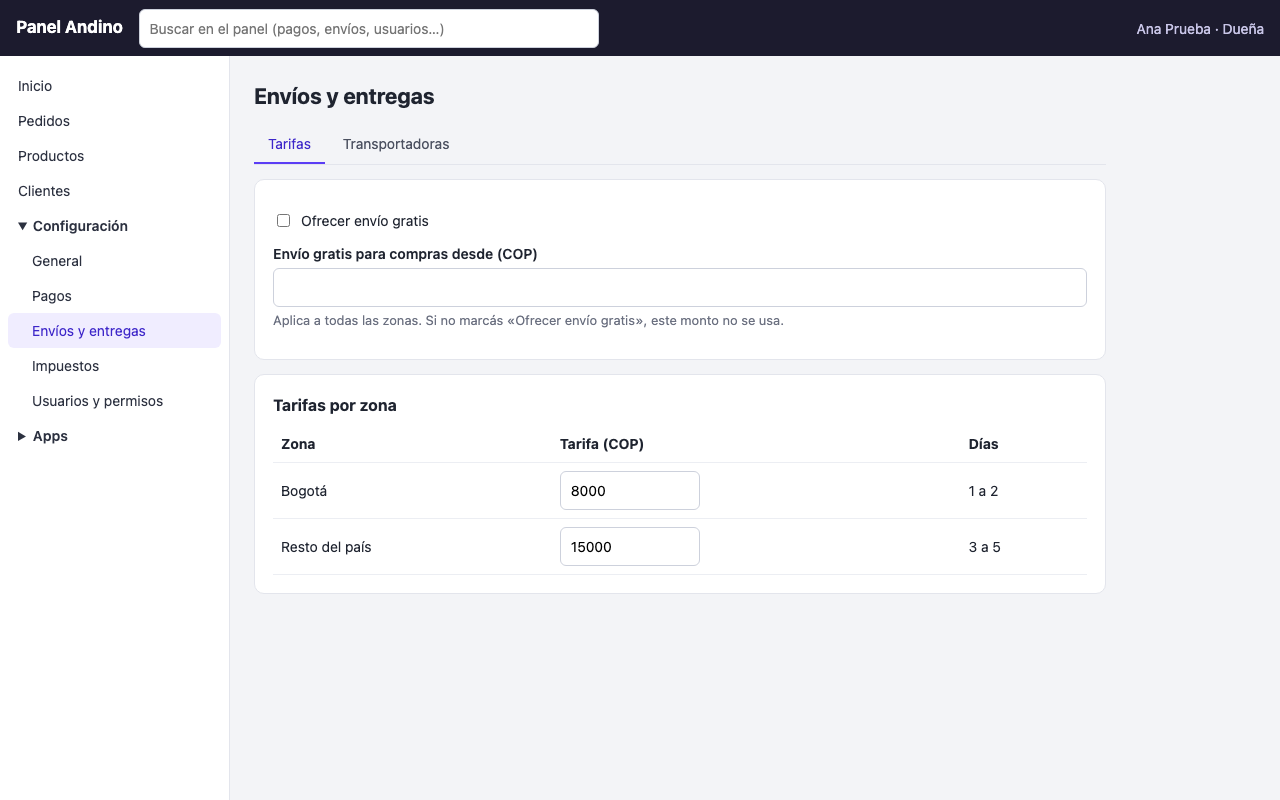 Panel Andino
Buscar en el panel (pagos, envíos, usuarios…)
Ana Prueba · Dueña
Inicio
Pedidos
Productos
Clientes
Configuración
General
Pagos
Envíos y entregas
Impuestos
Usuarios y permisos
Apps
Envíos y entregas
Tarifas Transportadoras
Ofrecer envío gratis
Envío gratis para compras desde (COP)
Aplica a todas las zonas. Si no marcás «Ofrecer envío gratis», este monto no se usa.
Tarifas por zona
Zona Tarifa (COP) Días
Bogotá 8000 1 a 2
Resto del país 15000 3 a 5